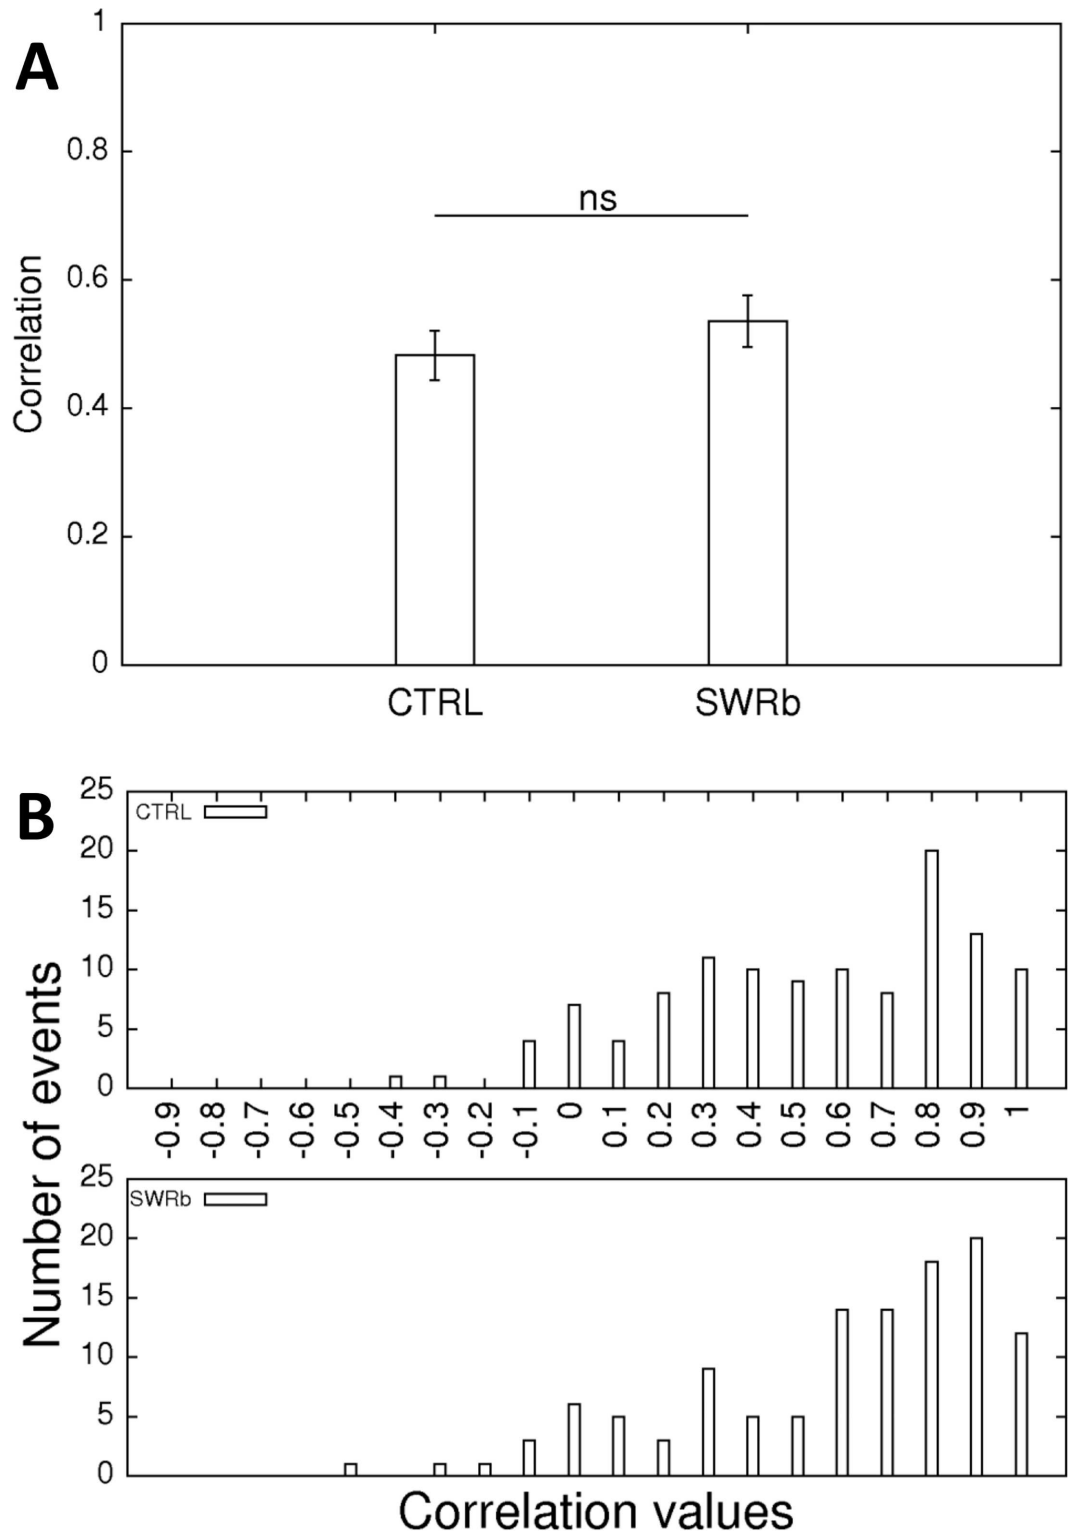 A
1
0.8
0.6
0.4
0.2
0
Correlation
ns
CTRL SWRb
B
Number of events
25
20
15
10
5
0
CTRL
-0.9 -0.8 -0.7 -0.6 -0.5 -0.4 -0.3 -0.2 -0.1 0 0.1 0.2 0.3 0.4 0.5 0.6 0.7 0.8 0.9 1
25
20
15
10
5
0
SWRb
Correlation values